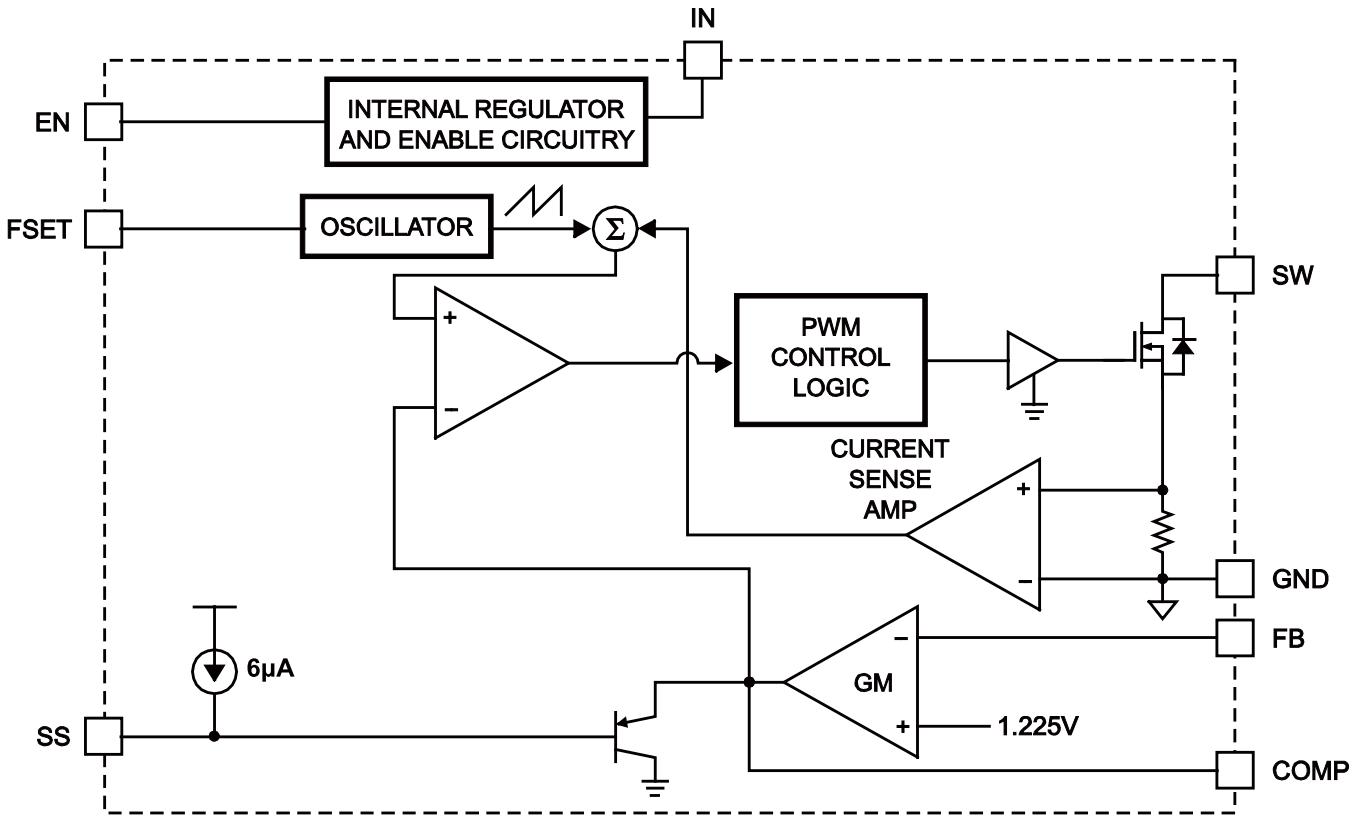 IN
EN
INTERNAL REGULATOR
AND ENABLE CIRCUITRY
FSET
OSCILLATOR
Σ
SW
+
PWM
CONTROL
LOGIC
−
CURRENT
SENSE
AMP
+
−
GND
FB
−
6µA
GM
SS
+
1.225V
COMP